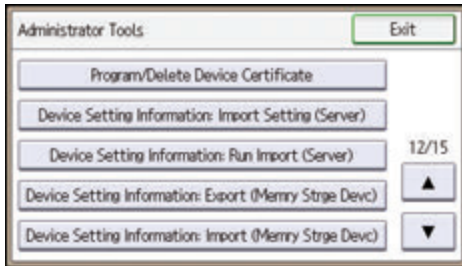 Administrator Tools
Exit
Program/Delete Device Certificate
Device Setting Information: Import Setting (Server)
Device Setting Information: Run Import (Server)
12/15
Device Setting Information: Export (Memry Strge Devc)
Device Setting Information: Import (Memry Strge Devc)